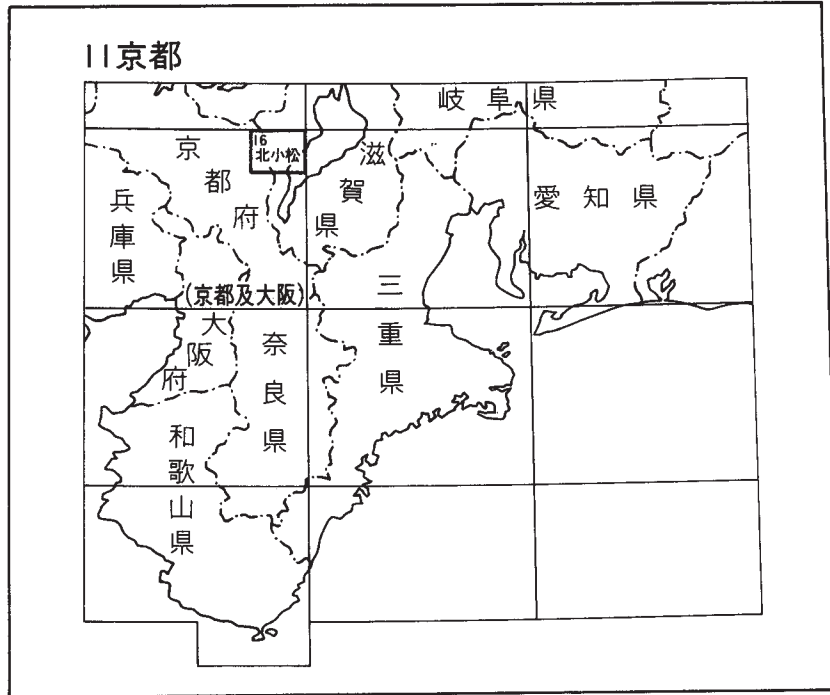 11京都
岐阜県
16
北小松
京都府
滋賀県
兵庫県
愛知県
(京都及大阪)
三重県
大阪府
奈良県
和歌山県